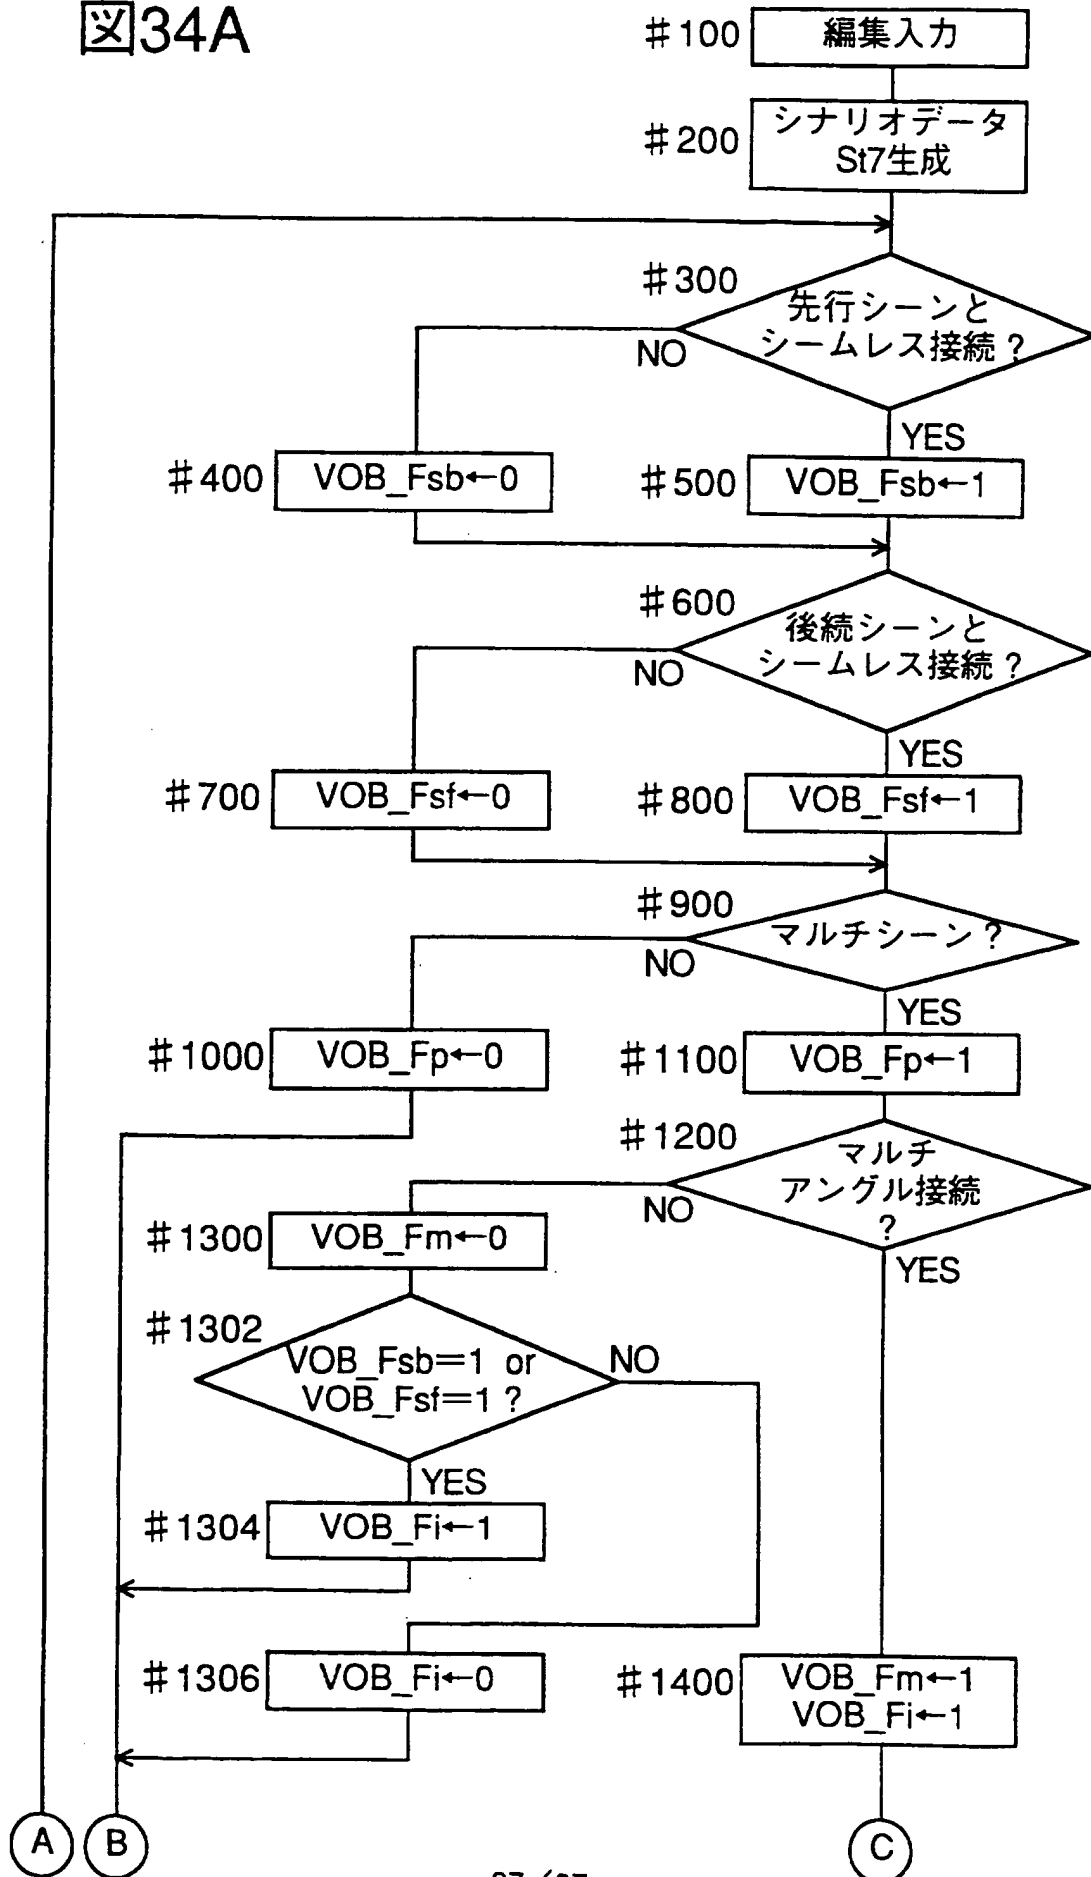 図34A
#100
編集入力
#200
シナリオデータ
St7生成
#300
先行シーンと
シームレス接続?
NO
YES
#400
VOB_Fsb←0
#500
VOB_Fsb←1
#600
後続シーンと
シームレス接続?
NO
YES
#700
VOB_Fsf←0
#800
VOB_Fsf←1
#900
マルチシーン?
NO
YES
#1000
VOB_Fp←0
#1100
VOB_Fp←1
#1200
マルチ
アングル接続
?
NO
YES
#1300
VOB_Fm←0
#1302
VOB_Fsb=1 or
VOB_Fsf=1?
NO
YES
#1304
VOB_Fi←1
#1306
VOB_Fi←0
#1400
VOB_Fm←1
VOB_Fi←1
A
B
C